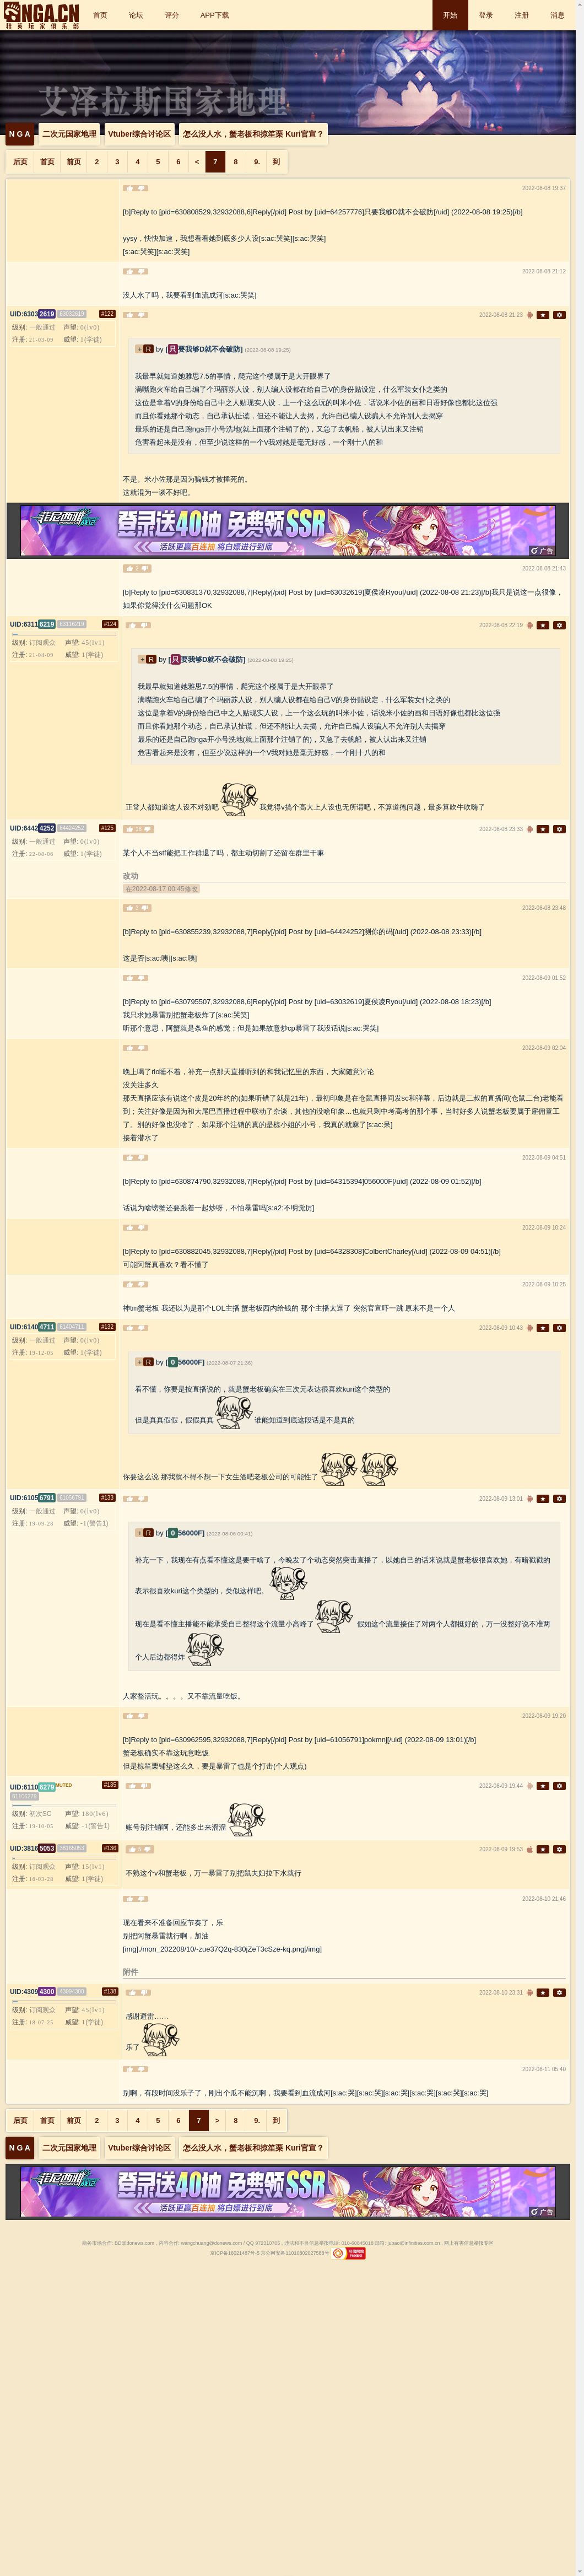 NGA.CN
精英玩家俱乐部
首页 论坛 评分 APP下载 开始 登录 注册 消息
艾泽拉斯国家地理
N G A 二次元国家地理 Vtuber综合讨论区 怎么没人水，蟹老板和掠笙栗 Kuri官宣？
后页 首页 前页 2 3 4 5 6 < 7 8 9. 到
2022-08-08 19:37
[b]Reply to [pid=630808529,32932088,6]Reply[/pid] Post by [uid=64257776]只要我够D就不会破防[/uid] (2022-08-08 19:25)[/b]
yysy，快快加速，我想看看她到底多少人设[s:ac:哭笑][s:ac:哭笑]
[s:ac:哭笑][s:ac:哭笑]
2022-08-08 21:12
没人水了吗，我要看到血流成河[s:ac:哭笑]
UID:63032619 63032619 #122
级别: 一般通过 声望: 0(lv0)
注册: 21-03-09 威望: 1(学徒)
2022-08-08 21:23
+ R by [只要我够D就不会破防] (2022-08-08 19:25)
我最早就知道她雅思7.5的事情，爬完这个楼属于是大开眼界了
满嘴跑火车给自己编了个玛丽苏人设，别人编人设都在给自己V的身份贴设定，什么军装女仆之类的
这位是拿着V的身份给自己中之人贴现实人设，上一个这么玩的叫米小佐，话说米小佐的画和日语好像也都比这位强
而且你看她那个动态，自己承认扯谎，但还不能让人去揭，允许自己编人设骗人不允许别人去揭穿
最乐的还是自己跑nga开小号洗地(就上面那个注销了的)，又急了去帆船，被人认出来又注销
危害看起来是没有，但至少说这样的一个V我对她是毫无好感，一个刚十八的和
不是。米小佐那是因为骗钱才被捶死的。
这就混为一谈不好吧。
菲尼西雅战记
登录送40抽 免费领SSR
活跃更赢百连抽 将白嫖进行到底
广告
2 2022-08-08 21:43
[b]Reply to [pid=630831370,32932088,7]Reply[/pid] Post by [uid=63032619]夏侯凌Ryou[/uid] (2022-08-08 21:23)[/b]我只是说这一点很像，
如果你觉得没什么问题那OK
UID:63116219 63116219 #124
级别: 订阅观众 声望: 45(lv1)
注册: 21-04-09 威望: 1(学徒)
2022-08-08 22:19
+ R by [只要我够D就不会破防] (2022-08-08 19:25)
我最早就知道她雅思7.5的事情，爬完这个楼属于是大开眼界了
满嘴跑火车给自己编了个玛丽苏人设，别人编人设都在给自己V的身份贴设定，什么军装女仆之类的
这位是拿着V的身份给自己中之人贴现实人设，上一个这么玩的叫米小佐，话说米小佐的画和日语好像也都比这位强
而且你看她那个动态，自己承认扯谎，但还不能让人去揭，允许自己编人设骗人不允许别人去揭穿
最乐的还是自己跑nga开小号洗地(就上面那个注销了的)，又急了去帆船，被人认出来又注销
危害看起来是没有，但至少说这样的一个V我对她是毫无好感，一个刚十八的和
正常人都知道这人设不对劲吧 我觉得v搞个高大上人设也无所谓吧，不算道德问题，最多算吹牛吹嗨了
UID:64424252 64424252 #125
级别: 一般通过 声望: 0(lv0)
注册: 22-06-06 威望: 1(学徒)
18 2022-08-08 23:33
某个人不当stf能把工作群退了吗，都主动切割了还留在群里干嘛
改动
在2022-08-17 00:45修改
2022-08-08 23:48
[b]Reply to [pid=630855239,32932088,7]Reply[/pid] Post by [uid=64424252]测你的码[/uid] (2022-08-08 23:33)[/b]
这是否[s:ac:咦][s:ac:咦]
2022-08-09 01:52
[b]Reply to [pid=630795507,32932088,6]Reply[/pid] Post by [uid=63032619]夏侯凌Ryou[/uid] (2022-08-08 18:23)[/b]
我只求她暴雷别把蟹老板炸了[s:ac:哭笑]
听那个意思，阿蟹就是条鱼的感觉；但是如果故意炒cp暴雷了我没话说[s:ac:哭笑]
2022-08-09 02:04
晚上喝了rio睡不着，补充一点那天直播听到的和我记忆里的东西，大家随意讨论
没关注多久
那天直播应该有说这个皮是20年约的(如果听错了就是21年)，最初印象是在仓鼠直播间发sc和弹幕，后边就是二叔的直播间(仓鼠二台)老能看
到；关注好像是因为和大尾巴直播过程中联动了杂谈，其他的没啥印象…也就只剩中考高考的那个事，当时好多人说蟹老板要属于雇佣童工
了。别的好像也没啥了，如果那个注销的真的是椋小姐的小号，我真的就麻了[s:ac:呆]
接着潜水了
2022-08-09 04:51
[b]Reply to [pid=630874790,32932088,7]Reply[/pid] Post by [uid=64315394]056000F[/uid] (2022-08-09 01:52)[/b]
话说为啥螃蟹还要跟着一起炒呀，不怕暴雷吗[s:a2:不明觉厉]
2022-08-09 10:24
[b]Reply to [pid=630882045,32932088,7]Reply[/pid] Post by [uid=64328308]ColbertCharley[/uid] (2022-08-09 04:51)[/b]
可能阿蟹真喜欢？看不懂了
2022-08-09 10:25
神tm蟹老板 我还以为是那个LOL主播 蟹老板西内给钱的 那个主播太逗了 突然官宣吓一跳 原来不是一个人
UID:61404711 61404711 #132
级别: 一般通过 声望: 0(lv0)
注册: 19-12-05 威望: 1(学徒)
2022-08-09 10:43
+ R by [056000F] (2022-08-07 21:36)
看不懂，你要是按直播说的，就是蟹老板确实在三次元表达很喜欢kuri这个类型的
但是真真假假，假假真真 谁能知道到底这段话是不是真的
你要这么说 那我就不得不想一下女生酒吧老板公司的可能性了
UID:61056791 61056791 #133
级别: 一般通过 声望: 0(lv0)
注册: 19-09-28 威望: -1(警告1)
2022-08-09 13:01
+ R by [056000F] (2022-08-06 00:41)
补充一下，我现在有点看不懂这是要干啥了，今晚发了个动态突然突击直播了，以她自己的话来说就是蟹老板很喜欢她，有暗戳戳的
表示很喜欢kuri这个类型的，类似这样吧。
现在是看不懂主播能不能承受自己整得这个流量小高峰了 假如这个流量接住了对两个人都挺好的，万一没整好说不准两
个人后边都得炸
人家整活玩。。。。又不靠流量吃饭。
2022-08-09 19:20
[b]Reply to [pid=630962595,32932088,7]Reply[/pid] Post by [uid=61056791]pokmnj[/uid] (2022-08-09 13:01)[/b]
蟹老板确实不靠这玩意吃饭
但是椋笙栗铺垫这么久，要是暴雷了也是个打击(个人观点)
UID:61106279 MUTED #135
61106279
级别: 初次SC 声望: 180(lv6)
注册: 19-10-05 威望: -1(警告1)
2022-08-09 19:44
账号别注销啊，还能多出来溜溜
UID:38165053 38165053 #136
级别: 订阅观众 声望: 15(lv1)
注册: 16-03-28 威望: 1(学徒)
2022-08-09 19:53
不熟这个v和蟹老板，万一暴雷了别把鼠夫妇拉下水就行
2022-08-10 21:46
现在看来不准备回应节奏了，乐
别把阿蟹暴雷就行啊，加油
[img]./mon_202208/10/-zue37Q2q-830jZeT3cSze-kq.png[/img]
附件
UID:43094300 43094300 #138
级别: 订阅观众 声望: 45(lv1)
注册: 18-07-25 威望: 1(学徒)
2022-08-10 23:31
感谢避雷……
乐了
2022-08-11 05:40
别啊，有段时间没乐子了，刚出个瓜不能沉啊，我要看到血流成河[s:ac:哭][s:ac:哭][s:ac:哭][s:ac:哭][s:ac:哭][s:ac:哭]
后页 首页 前页 2 3 4 5 6 7 > 8 9. 到
N G A 二次元国家地理 Vtuber综合讨论区 怎么没人水，蟹老板和掠笙栗 Kuri官宣？
菲尼西雅战记
登录送40抽 免费领SSR
活跃更赢百连抽 将白嫖进行到底
广告